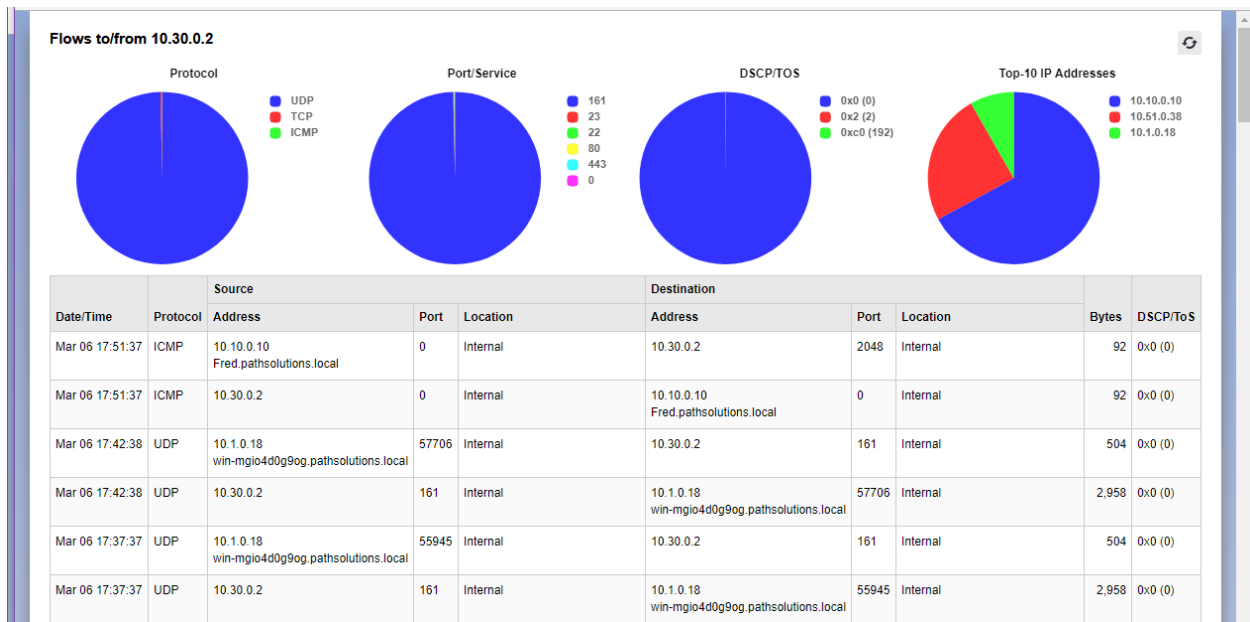 Flows to/from 10.30.0.2
Protocol
UDP
TCP
ICMP
Port/Service
161
23
22
80
443
0
DSCP/TOS
0x0 (0)
0x2 (2)
0xc0 (192)
Top-10 IP Addresses
10.10.0.10
10.51.0.38
10.1.0.18
Source Destination
Date/Time Protocol Address Port Location Address Port Location Bytes DSCP/ToS
Mar 06 17:51:37 ICMP 10.10.0.10 0 Internal 10.30.0.2 2048 Internal 92 0x0 (0)
Fred.pathsolutions.local
Mar 06 17:51:37 ICMP 10.30.0.2 0 Internal 10.10.0.10 0 Internal 92 0x0 (0)
Fred.pathsolutions.local
Mar 06 17:42:38 UDP 10.1.0.18 57706 Internal 10.30.0.2 161 Internal 504 0x0 (0)
win-mgio4d0g9og.pathsolutions.local
Mar 06 17:42:38 UDP 10.30.0.2 161 Internal 10.1.0.18 57706 Internal 2,958 0x0 (0)
win-mgio4d0g9og.pathsolutions.local
Mar 06 17:37:37 UDP 10.1.0.18 55945 Internal 10.30.0.2 161 Internal 504 0x0 (0)
win-mgio4d0g9og.pathsolutions.local
Mar 06 17:37:37 UDP 10.30.0.2 161 Internal 10.1.0.18 55945 Internal 2,958 0x0 (0)
win-mgio4d0g9og.pathsolutions.local